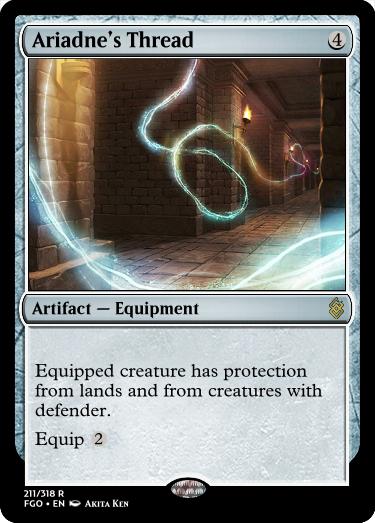 Ariadne's Thread 4
Artifact — Equipment
Equipped creature has protection
from lands and from creatures with
defender.
Equip 2
211/318 R
FGO • EN Akita Ken